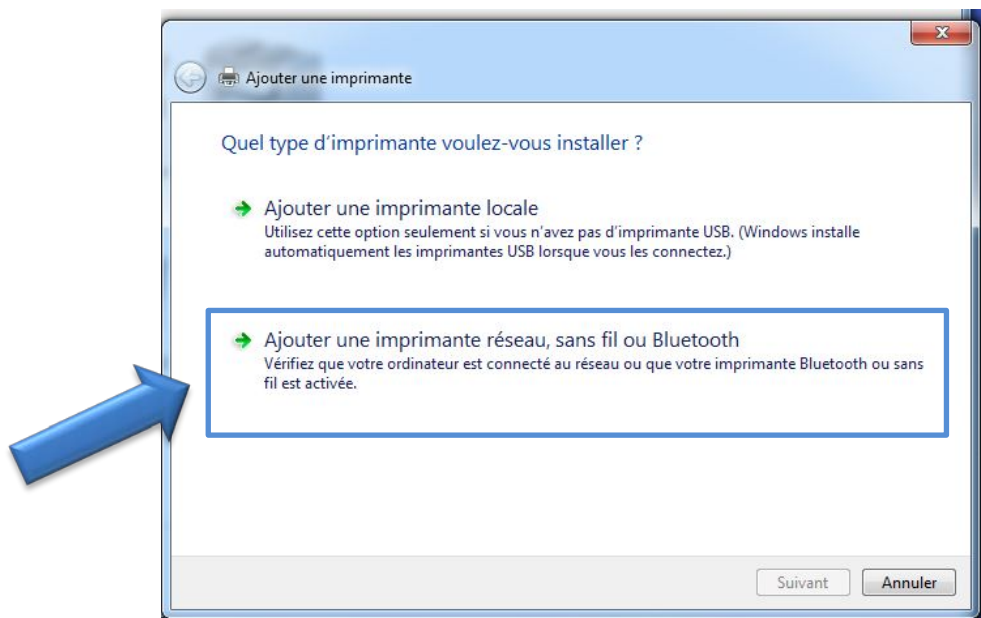 Ajouter une imprimante
Quel type d'imprimante voulez-vous installer ?
Ajouter une imprimante locale
Utilisez cette option seulement si vous n'avez pas d'imprimante USB. (Windows installe
automatiquement les imprimantes USB lorsque vous les connectez.)
Ajouter une imprimante réseau, sans fil ou Bluetooth
Vérifiez que votre ordinateur est connecté au réseau ou que votre imprimante Bluetooth ou sans
fil est activée.
Suivant Annuler